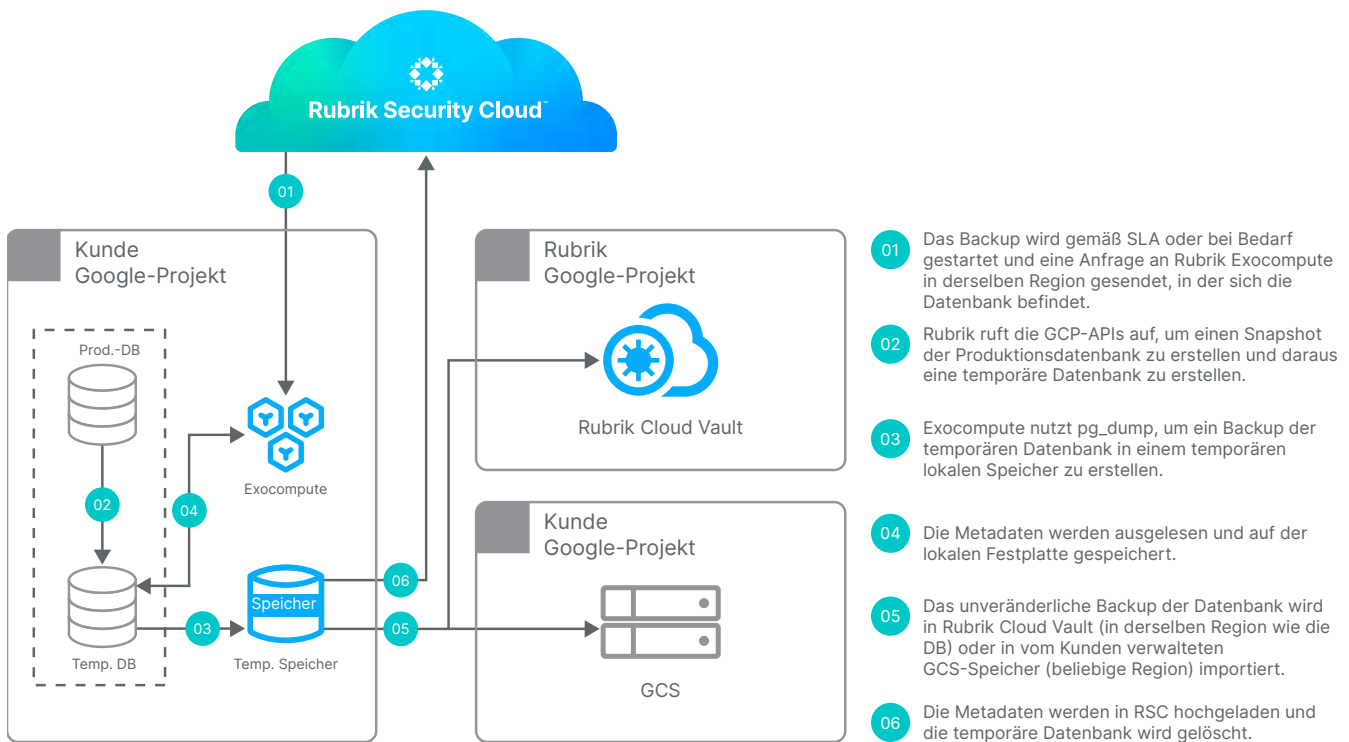 Rubrik Security Cloud™
01
Kunde
Google-Projekt
Prod.-DB
02
04
Exocompute
Temp. DB
03
Speicher
Temp. Speicher
06
05
Rubrik
Google-Projekt
Rubrik Cloud Vault
Kunde
Google-Projekt
GCS
01
Das Backup wird gemäß SLA oder bei Bedarf
gestartet und eine Anfrage an Rubrik Exocompute
in derselben Region gesendet, in der sich die
Datenbank befindet.
02
Rubrik ruft die GCP-APIs auf, um einen Snapshot
der Produktionsdatenbank zu erstellen und daraus
eine temporäre Datenbank zu erstellen.
03
Exocompute nutzt pg_dump, um ein Backup der
temporären Datenbank in einem temporären
lokalen Speicher zu erstellen.
04
Die Metadaten werden ausgelesen und auf der
lokalen Festplatte gespeichert.
05
Das unveränderliche Backup der Datenbank wird
in Rubrik Cloud Vault (in derselben Region wie die
DB) oder in vom Kunden verwalteten
GCS-Speicher (beliebige Region) importiert.
06
Die Metadaten werden in RSC hochgeladen und
die temporäre Datenbank wird gelöscht.